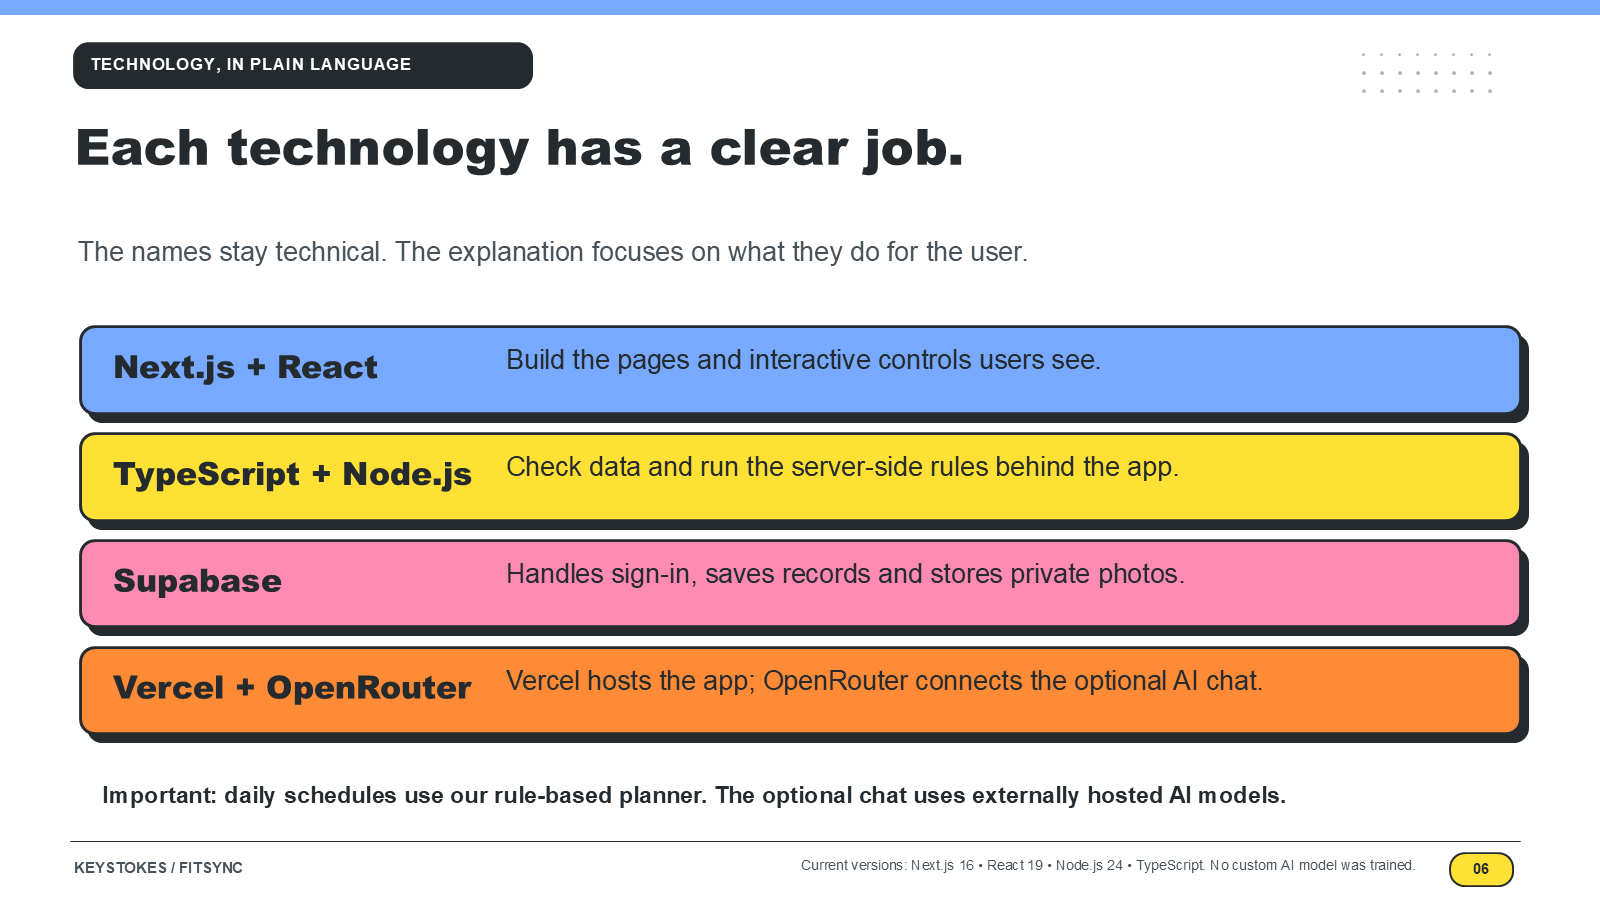 TECHNOLOGY, IN PLAIN LANGUAGE
Each technology has a clear job.
The names stay technical. The explanation focuses on what they do for the user.
Next.js + React
Build the pages and interactive controls users see.
TypeScript + Node.js
Check data and run the server-side rules behind the app.
Supabase
Handles sign-in, saves records and stores private photos.
Vercel + OpenRouter
Vercel hosts the app; OpenRouter connects the optional AI chat.
Important: daily schedules use our rule-based planner. The optional chat uses externally hosted AI models.
KEYSTOKES / FITSYNC
Current versions: Next.js 16 • React 19 • Node.js 24 • TypeScript. No custom AI model was trained.
06